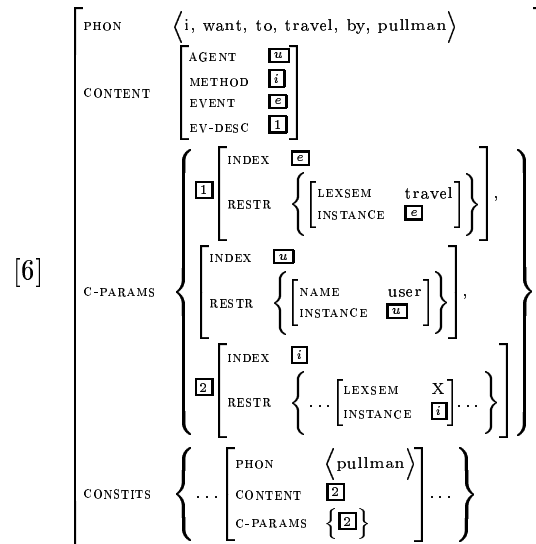 PHON ⟨i, want, to, travel, by, pullman⟩
CONTENT
AGENT u
METHOD i
EVENT e
EV-DESC 1
[6]
C-PARAMS
1 INDEX e
RESTR { [ LEXSEM travel
INSTANCE e ] } ,
INDEX u
RESTR { [ NAME user
INSTANCE u ] } ,
2 INDEX i
RESTR { ... [ LEXSEM X
INSTANCE i ] ... }
CONSTITS { ... [ PHON ⟨pullman⟩
CONTENT 2
C-PARAMS {2} ] ... }